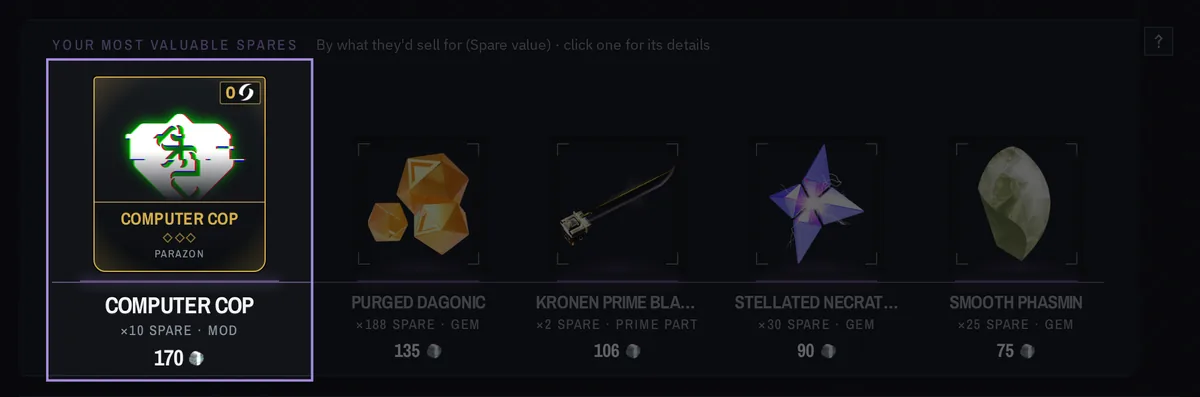 YOUR MOST VALUABLE SPARES By what they'd sell for (Spare value) · click one for its details
?
0
COMPUTER COP
PARAZON
COMPUTER COP
×10 SPARE · MOD
170
PURGED DAGONIC
×188 SPARE · GEM
135
KRONEN PRIME BLA...
×2 SPARE · PRIME PART
106
STELLATED NECRAT...
×30 SPARE · GEM
90
SMOOTH PHASMIN
×25 SPARE · GEM
75